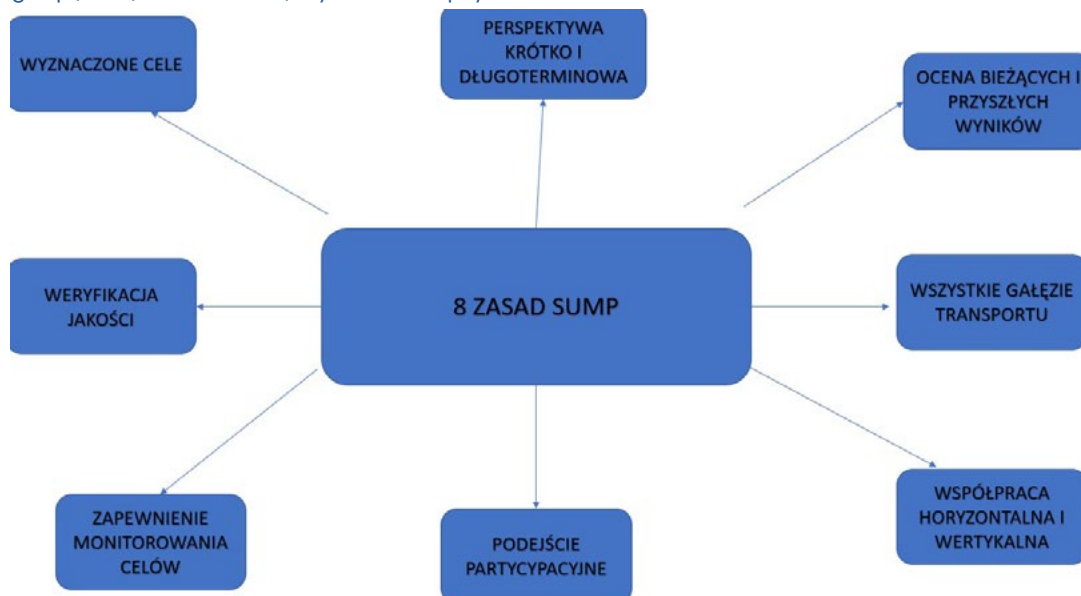 WYZNACZONE CELE
PERSPEKTYWA
KRÓTKO I
DŁUGOTERMINOWA
OCENA BIEŻĄCYCH I
PRZYSZŁYCH
WYNIKÓW
WERYFIKACJA
JAKOŚCI
8 ZASAD SUMP
WSZYSTKIE GAŁĘZIE
TRANSPORTU
ZAPEWNIENIE
MONITOROWANIA
CELÓW
PODEJŚCIE
PARTYCYPACYJNE
WSPÓŁPRACA
HORYZONTALNA I
WERTYKALNA